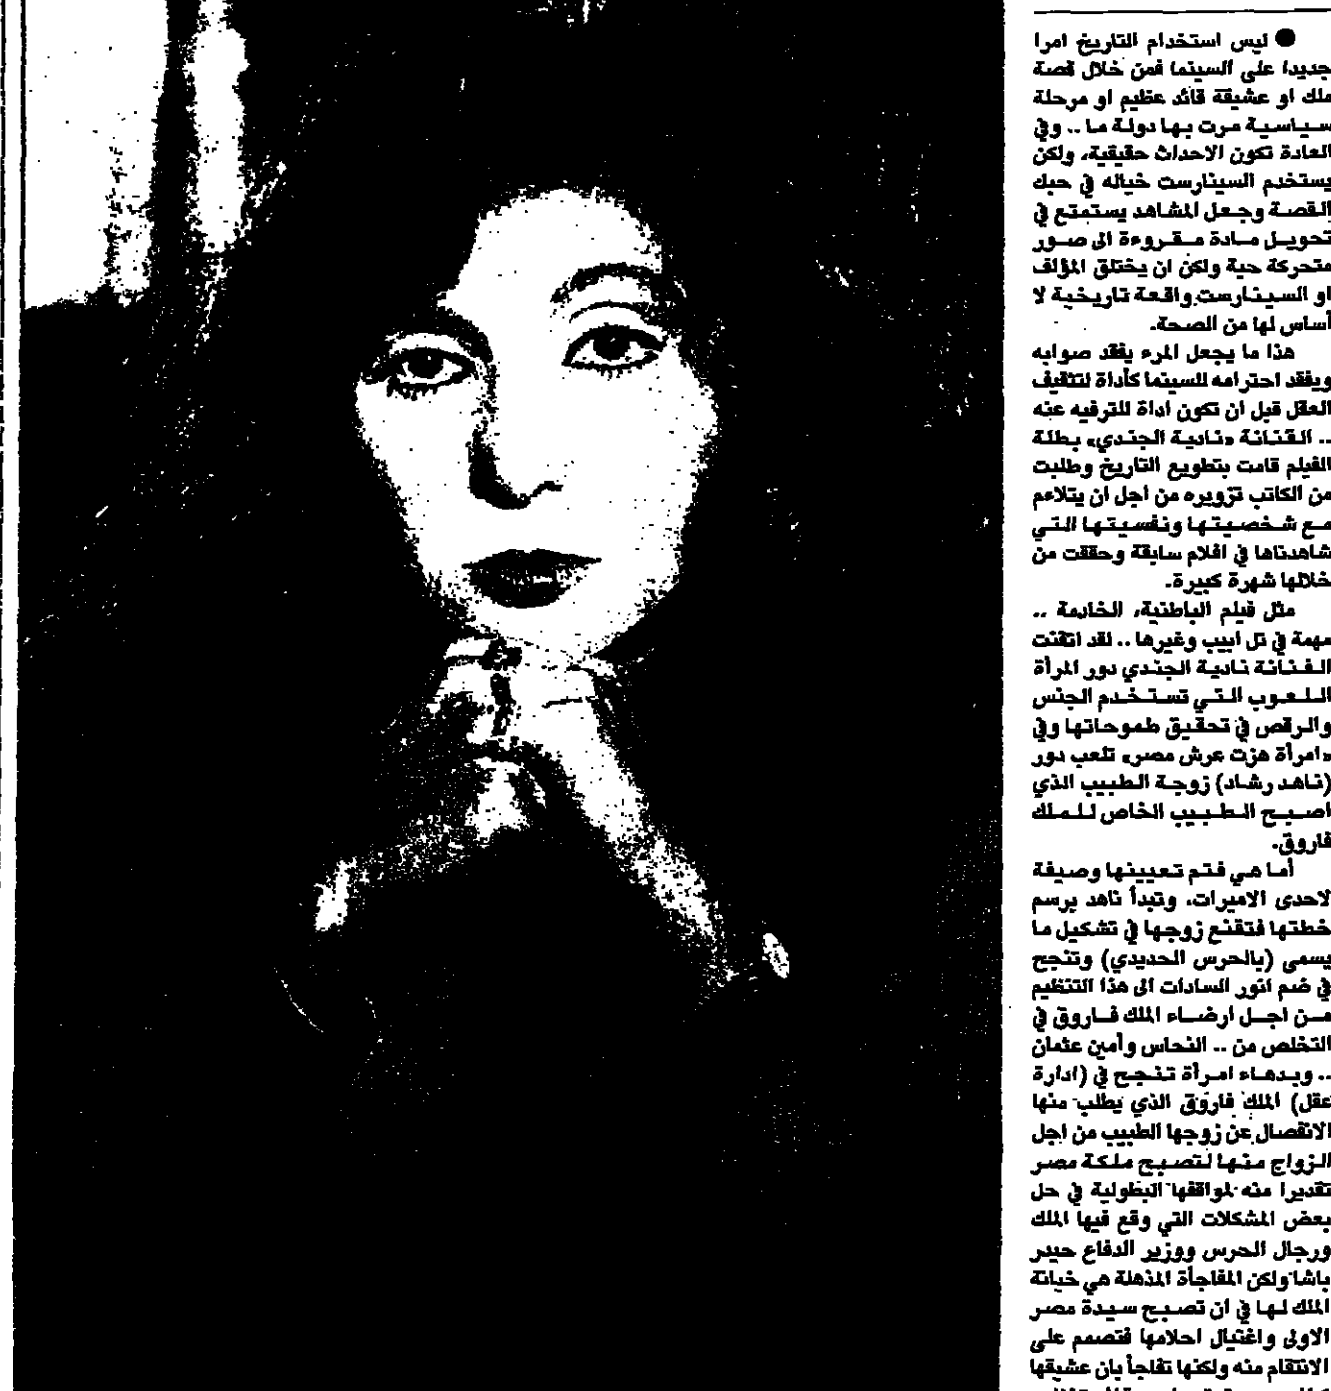 ● ليس استخدام التاريخ امرا
جديدا على السينما فمن خلال قصة
ملك او عشيقة قائد عظيم او مرحلة
سياسية مرت بها دولة ما .. وفي
العادة تكون الاحداث حقيقية، ولكن
يستخدم السينارست خياله في حبك
القصة وجعل المشاهد يستمتع في
تحويل مادة مقروءة الى صور
متحركة حية ولكن ان يختلق المؤلف
او السينارست واقعة تاريخية لا
أساس لها من الصحة.
هذا ما يجعل المرء يفقد صوابه
ويفقد احترامه للسينما كأداة لتثقيف
العقل قبل ان تكون اداة للترفيه عنه
.. الفنانة «نادية الجندي» بطلة
الفيلم قامت بتطويع التاريخ وطلبت
من الكاتب تزويره من اجل ان يتلاءم
مع شخصيتها ونفسيتها التي
شاهدناها في افلام سابقة وحققت من
خلالها شهرة كبيرة.
مثل فيلم الباطنية، الخادمة ..
مهمة في تل ابيب وغيرها .. لقد اتقنت
الفنانة نادية الجندي دور المرأة
اللعوب التي تستخدم الجنس
والرقص في تحقيق طموحاتها وفي
«امرأة هزت عرش مصر» تلعب دور
(ناهد رشاد) زوجة الطبيب الذي
اصبح الطبيب الخاص للملك
فاروق.
أما هي فتم تعيينها وصيفة
لاحدى الاميرات، وتبدأ ناهد برسم
خطتها فتقنع زوجها في تشكيل ما
يسمى (بالحرس الحديدي) وتنجح
في ضم انور السادات الى هذا التنظيم
من اجل ارضاء الملك فاروق في
التخلص من .. النحاس وأمين عثمان
.. وبدهاء امرأة تنجح في (ادارة
عقل) الملك فاروق الذي يطلب منها
الانفصال عن زوجها الطبيب من اجل
الزواج منها لتصبح ملكة مصر
تقديرا منه لمواقفها البطولية في حل
بعض المشكلات التي وقع فيها الملك
ورجال الحرس ووزير الدفاع حيدر
باشا ولكن المفاجأة المذهلة هي خيانة
الملك لها في ان تصبح سيدة مصر
الاولى واغتيال احلامها فتصمم على
الانتقام منه ولكنها تفاجأ بان عشيقها